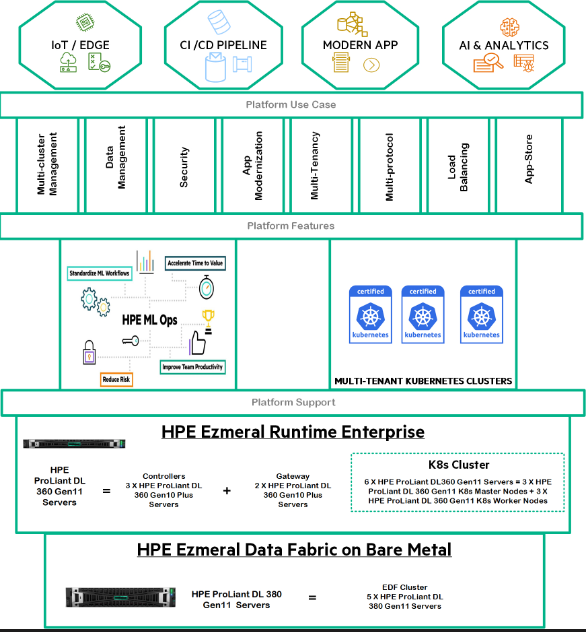 IoT / EDGE
CI /CD PIPELINE
MODERN APP
AI & ANALYTICS
Platform Use Case
Multi-cluster
Management
Data
Management
Security
App
Modernization
Multi-Tenancy
Multi-protocol
Load
Balancing
App-Store
Platform Features
Standardize ML Workflows
Accelerate Time to Value
HPE ML Ops
Reduce Risk
Improve Team Productivity
certified
kubernetes
certified
kubernetes
certified
kubernetes
MULTI-TENANT KUBERNETES CLUSTERS
Platform Support
HPE Ezmeral Runtime Enterprise
HPE
ProLiant DL
360 Gen11
Servers
=
Controllers
3 X HPE ProLiant DL
360 Gen10 Plus
Servers
+
Gateway
2 X HPE ProLiant DL
360 Gen10 Plus
Servers
K8s Cluster
6 X HPE ProLiant DL360 Gen11 Servers = 3 X HPE
ProLiant DL 360 Gen11 K8s Master Nodes + 3 X
HPE ProLiant DL 360 Gen11 K8s Worker Nodes
HPE Ezmeral Data Fabric on Bare Metal
HPE ProLiant DL 380
Gen11 Servers
=
EDF Cluster
5 X HPE ProLiant DL
380 Gen11 Servers